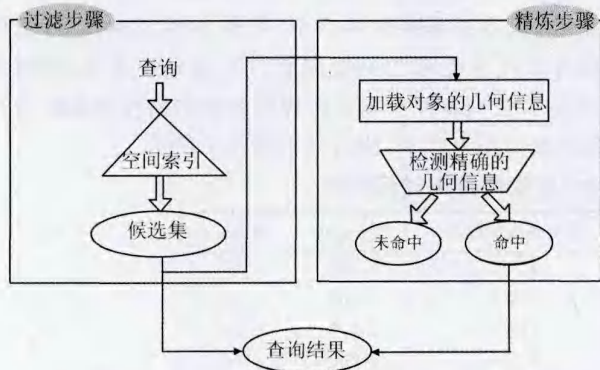 过滤步骤
查询
空间索引
候选集
精炼步骤
加载对象的几何信息
检测精确的
几何信息
未命中
命中
查询结果